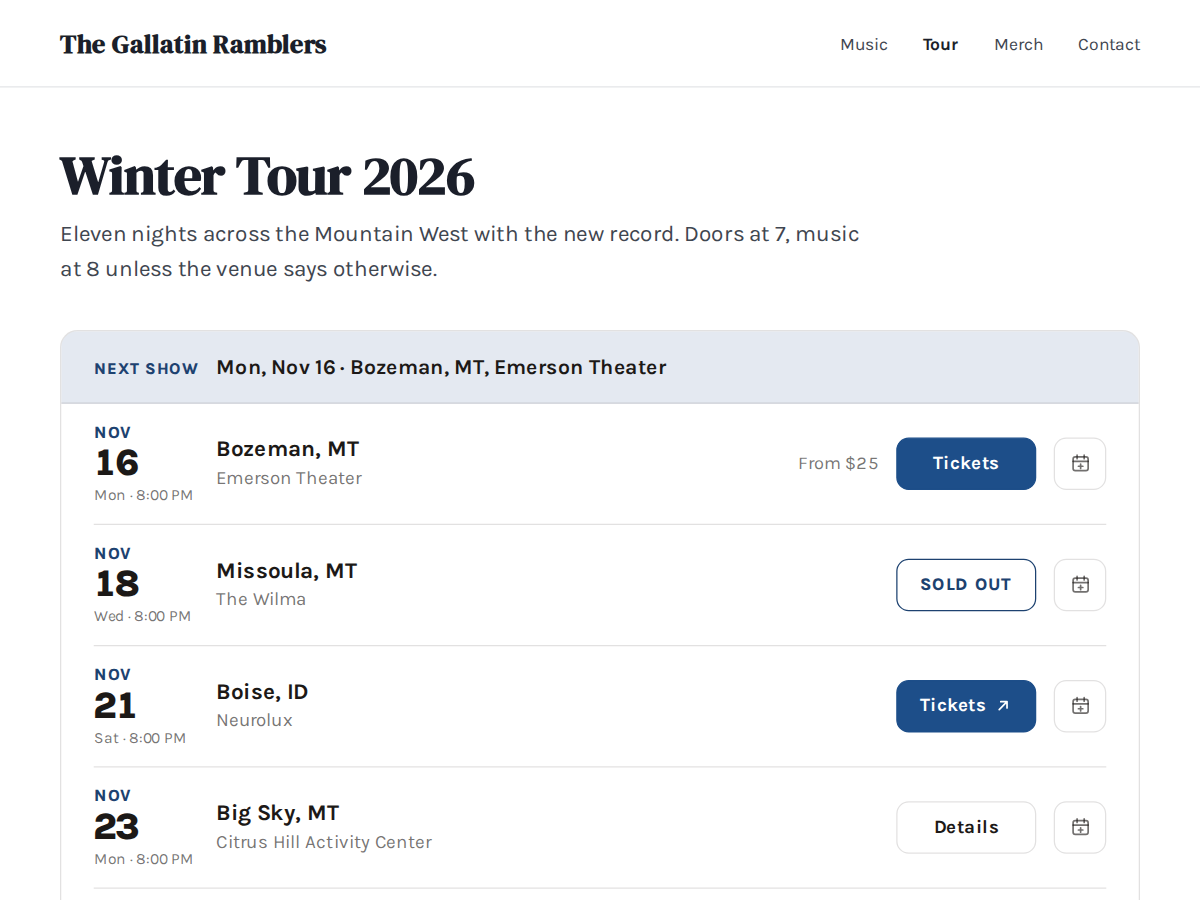 The Gallatin Ramblers
Music Tour Merch Contact
Winter Tour 2026
Eleven nights across the Mountain West with the new record. Doors at 7, music
at 8 unless the venue says otherwise.
NEXT SHOW Mon, Nov 16 · Bozeman, MT, Emerson Theater
NOV
16
Mon · 8:00 PM
Bozeman, MT
Emerson Theater
From $25
Tickets
NOV
18
Wed · 8:00 PM
Missoula, MT
The Wilma
SOLD OUT
NOV
21
Sat · 8:00 PM
Boise, ID
Neurolux
Tickets
NOV
23
Mon · 8:00 PM
Big Sky, MT
Citrus Hill Activity Center
Details